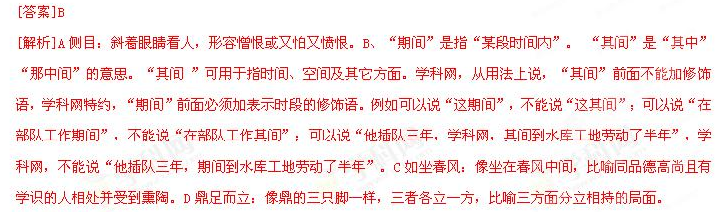 [答案]B
[解析]A侧目：斜着眼睛看人，形容憎恨或又怕又愤恨。B、“期间”是指“某段时间内”。 “其间”是“其中”
“那中间”的意思。“其间 ”可用于指时间、空间及其它方面。学科网，从用法上说，“其间”前面不能加修饰
语，学科网特约，“期间”前面必须加表示时段的修饰语。例如可以说“这期间”，不能说“这其间”；可以说“在
部队工作期间”，不能说“在部队工作其间”；可以说“他插队三年，学科网，其间到水库工地劳动了半年”，学
科网，不能说“他插队三年，期间到水库工地劳动了半年”。C如坐春风：像坐在春风中间，比喻同品德高尚且有
学识的人相处并受到熏陶。D鼎足而立：像鼎的三只脚一样，三者各立一方，比喻三方面分立相持的局面。